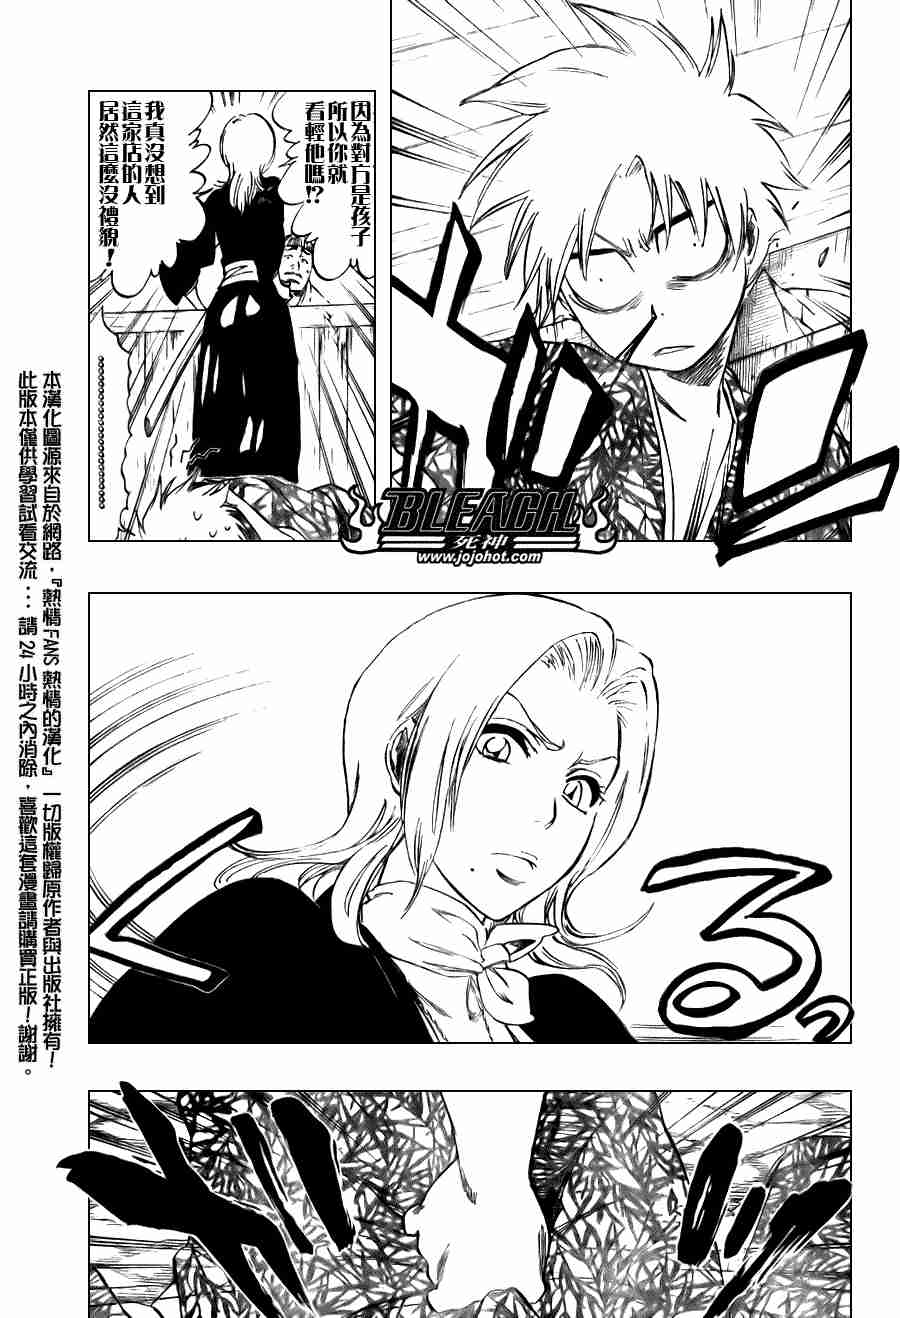 因為對方是孩子
所以你就
看輕他嗎!?
我真沒想到
這家店的人
居然這麼沒禮貌！
BLEACH
死神
www.jojohot.com
くるっ
本漢化圖源來自於網路，『熱情FANS熱情的漢化』一切版權歸原作者與出版社擁有！
此版本僅供學習試看交流…請24小時之內消除，喜歡這套漫畫請購買正版！謝謝。